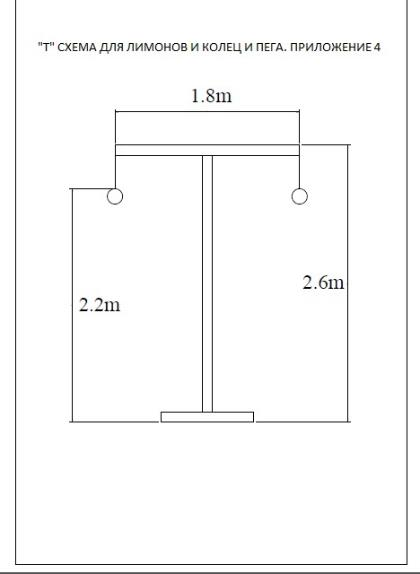 "Т" СХЕМА ДЛЯ ЛИМОНОВ И КОЛЕЦ И ПЕГА. ПРИЛОЖЕНИЕ 4
1.8m
2.6m
2.2m